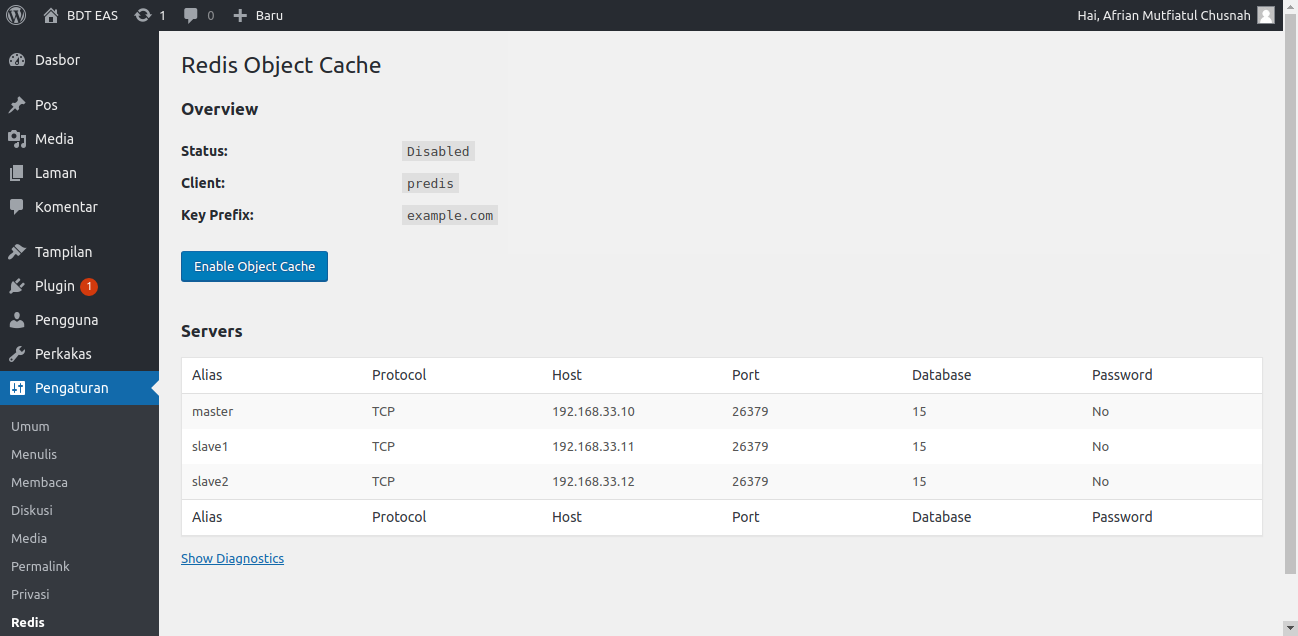 BDT EAS 1 0 Baru Hai, Afrian Mutfiatul Chusnah
Dasbor
Pos
Media
Laman
Komentar
Tampilan
Plugin 1
Pengguna
Perkakas
Pengaturan
Umum
Menulis
Membaca
Diskusi
Media
Permalink
Privasi
Redis
Redis Object Cache
Overview
Status: Disabled
Client: predis
Key Prefix: example.com
Enable Object Cache
Servers
Alias Protocol Host Port Database Password
master TCP 192.168.33.10 26379 15 No
slave1 TCP 192.168.33.11 26379 15 No
slave2 TCP 192.168.33.12 26379 15 No
Alias Protocol Host Port Database Password
Show Diagnostics